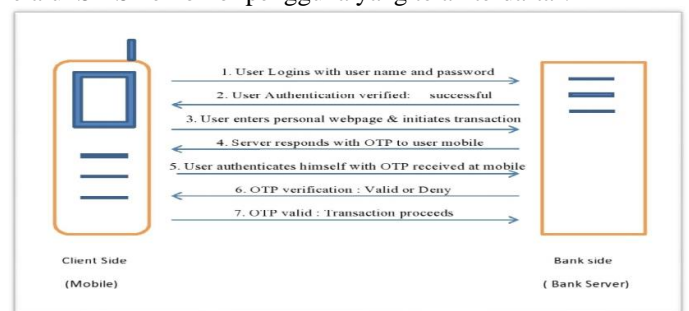 pengguna yang
1. User Logins with user name and password
2. User Authentication verified: successful
3. User enters personal webpage & initiates transaction
4. Server responds with OTP to user mobile
5. User authenticates himself with OTP received at mobile
6. OTP verification : Valid or Deny
7. OTP valid : Transaction proceeds
Client Side
(Mobile)
Bank side
( Bank Server)